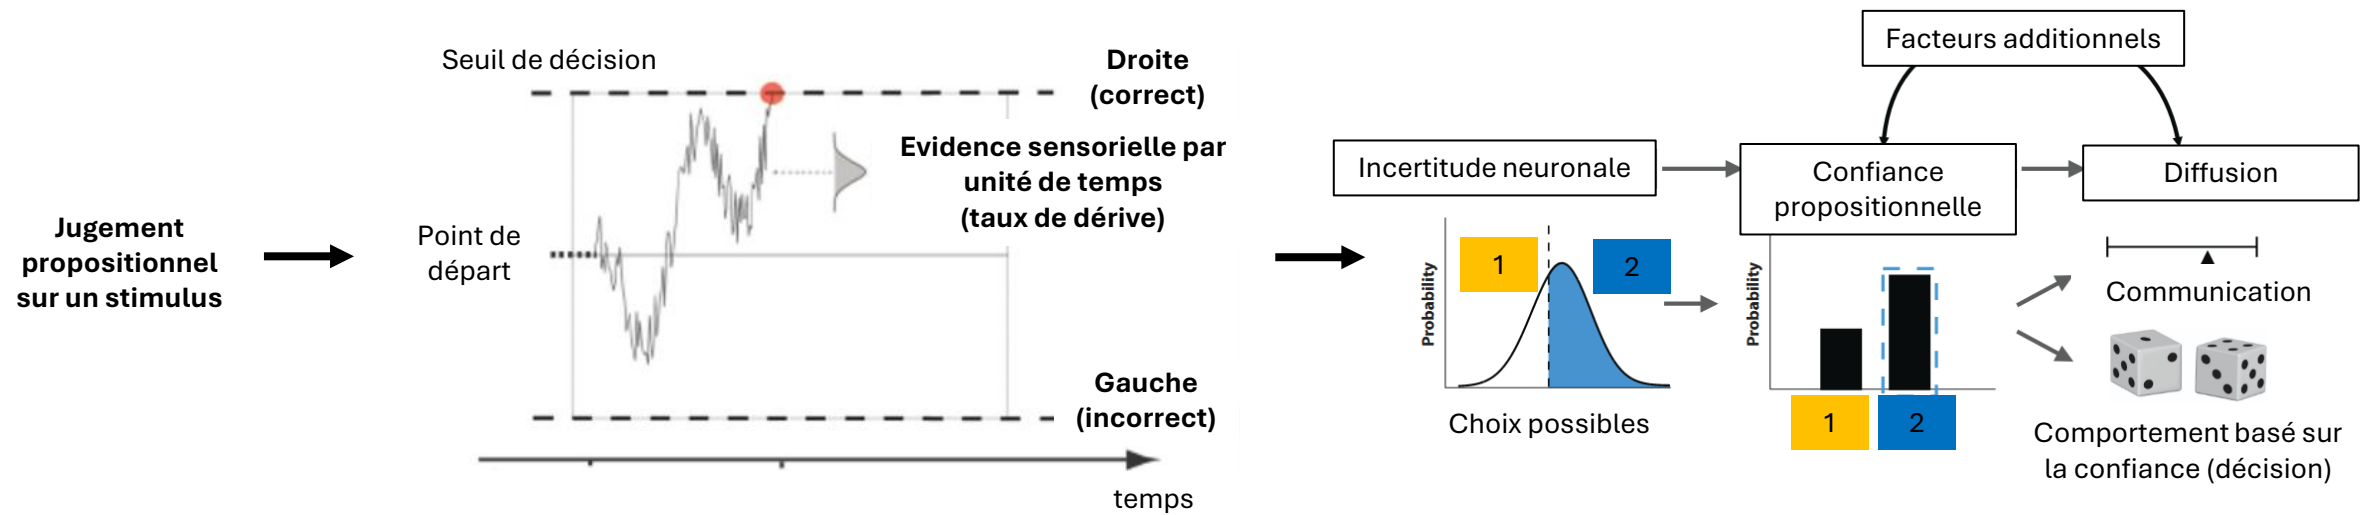 Jugement
propositionnel
sur un stimulus
Seuil de décision
Point de
départ
Droite
(correct)
Evidence sensorielle par
unité de temps
(taux de dérive)
Gauche
(incorrect)
temps
Facteurs additionnels
Incertitude neuronale
Confiance
propositionnelle
Diffusion
Probability
1
2
Choix possibles
Probability
1
2
Communication
Comportement basé sur
la confiance (décision)